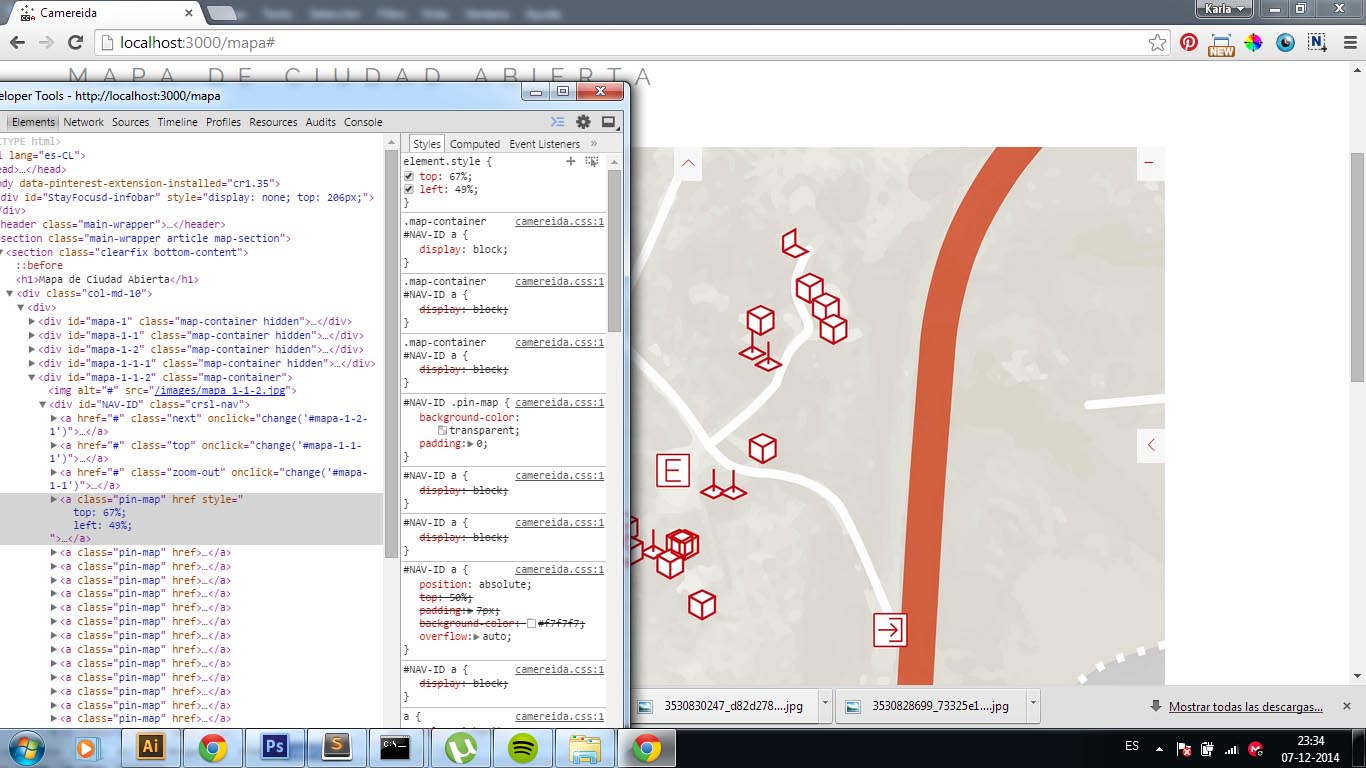 Camereida
Karla
localhost:3000/mapa#
NEW
N
MAPA DE CIUDAD ABIERTA
eloper Tools - http://localhost:3000/mapa
Elements Network Sources Timeline Profiles Resources Audits Console
CTYPE html>
l lang="es-CL">
ead>…</head>
ody data-pinterest-extension-installed="cr1.35">
div id="StayFocusd-infobar" style="display: none; top: 206px;">
/div>
header class="main-wrapper">…</header>
section class="main-wrapper article map-section">
<section class="clearfix bottom-content">
::before
<h1>Mapa de Ciudad Abierta</h1>
<div class="col-md-10">
<div>
<div id="mapa-1" class="map-container hidden">…</div>
<div id="mapa-1-1" class="map-container hidden">…</div>
<div id="mapa-1-2" class="map-container hidden">…</div>
<div id="mapa-1-1-1" class="map-container hidden">…</div>
<div id="mapa-1-1-2" class="map-container">
<img alt="#" src="/images/mapa 1-1-2.jpg">
<div id="NAV-ID" class="crsl-nav">
<a href="#" class="next" onclick="change('#mapa-1-2-
1')">…</a>
<a href="#" class="top" onclick="change('#mapa-1-1-
1')">…</a>
<a href="#" class="zoom-out" onclick="change('#mapa-
1-1')">…</a>
<a class="pin-map" href style="
top: 67%;
left: 49%;
">…</a>
<a class="pin-map" href>…</a>
<a class="pin-map" href>…</a>
<a class="pin-map" href>…</a>
<a class="pin-map" href>…</a>
<a class="pin-map" href>…</a>
<a class="pin-map" href>…</a>
<a class="pin-map" href>…</a>
<a class="pin-map" href>…</a>
<a class="pin-map" href>…</a>
<a class="pin-map" href>…</a>
<a class="pin-map" href>…</a>
<a class="pin-map" href>…</a>
<a class="pin-map" href>…</a>
Styles Computed Event Listeners »
element.style {
top: 67%;
left: 49%;
}
.map-container camereida.css:1
#NAV-ID a {
display: block;
}
.map-container camereida.css:1
#NAV-ID a {
display: block;
}
.map-container camereida.css:1
#NAV-ID a {
display: block;
}
#NAV-ID .pin-map { camereida.css:1
background-color:
transparent;
padding: 0;
}
#NAV-ID a { camereida.css:1
display: block;
}
#NAV-ID a { camereida.css:1
display: block;
}
#NAV-ID a { camereida.css:1
position: absolute;
top: 50%;
padding: 7px;
background-color: #f7f7f7;
overflow: auto;
}
#NAV-ID a { camereida.css:1
display: block;
}
a { camereida.css:1
E
3530830247_d82d278....jpg
3530828699_73325e1....jpg
Mostrar todas las descargas...
Ai
Ps
S
C:\
ES
23:34
07-12-2014